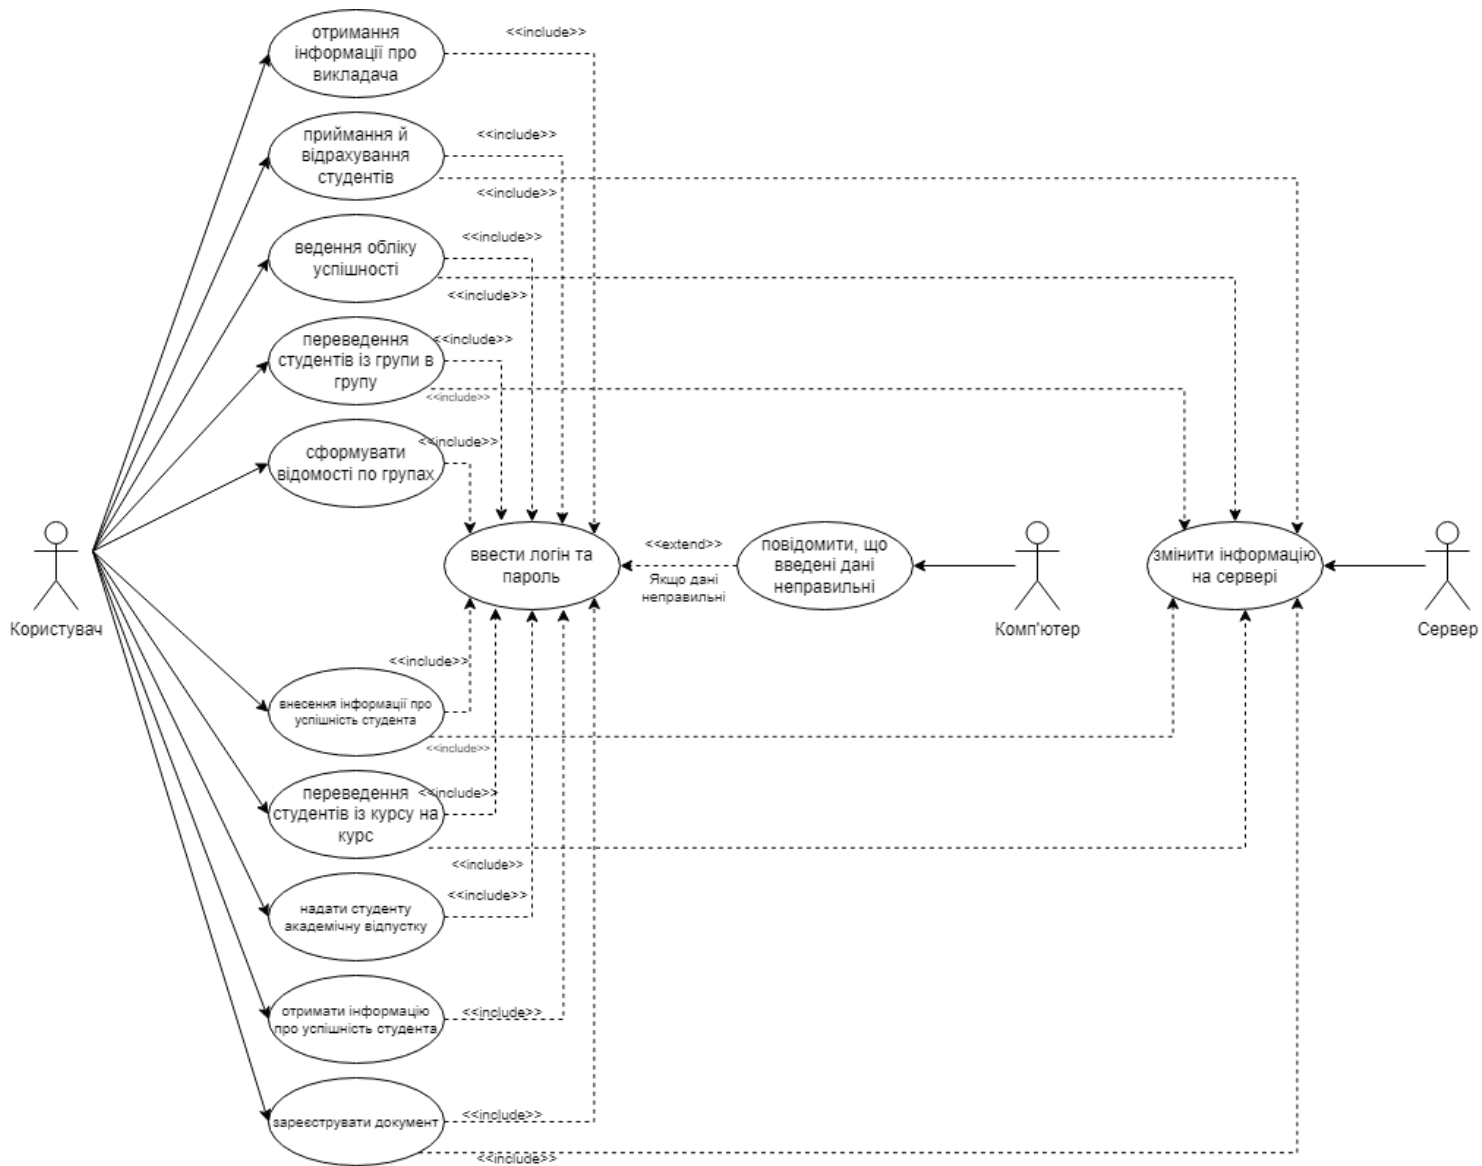 <<include>>
отримання
інформації про
викладача
<<include>>
приймання й
відрахування
студентів
<<include>>
<<include>>
ведення обліку
успішності
<<include>>
<<include>>
переведення
студентів із групи в
групу
<<include>>
<<include>>
сформувати
відомості по групах
ввести логін та
пароль
<<extend>>
Якщо дані
неправильні
повідомити, що
введені дані
неправильні
змінити інформацію
на сервері
Користувач
Комп'ютер
Сервер
<<include>>
внесення інформації про
успішність студента
<<include>>
<<include>>
переведення
студентів із курсу на
курс
<<include>>
<<include>>
надати студенту
академічну відпустку
отримати інформацію
про успішність студента
<<include>>
зареєструвати документ
<<include>>
<<include>>